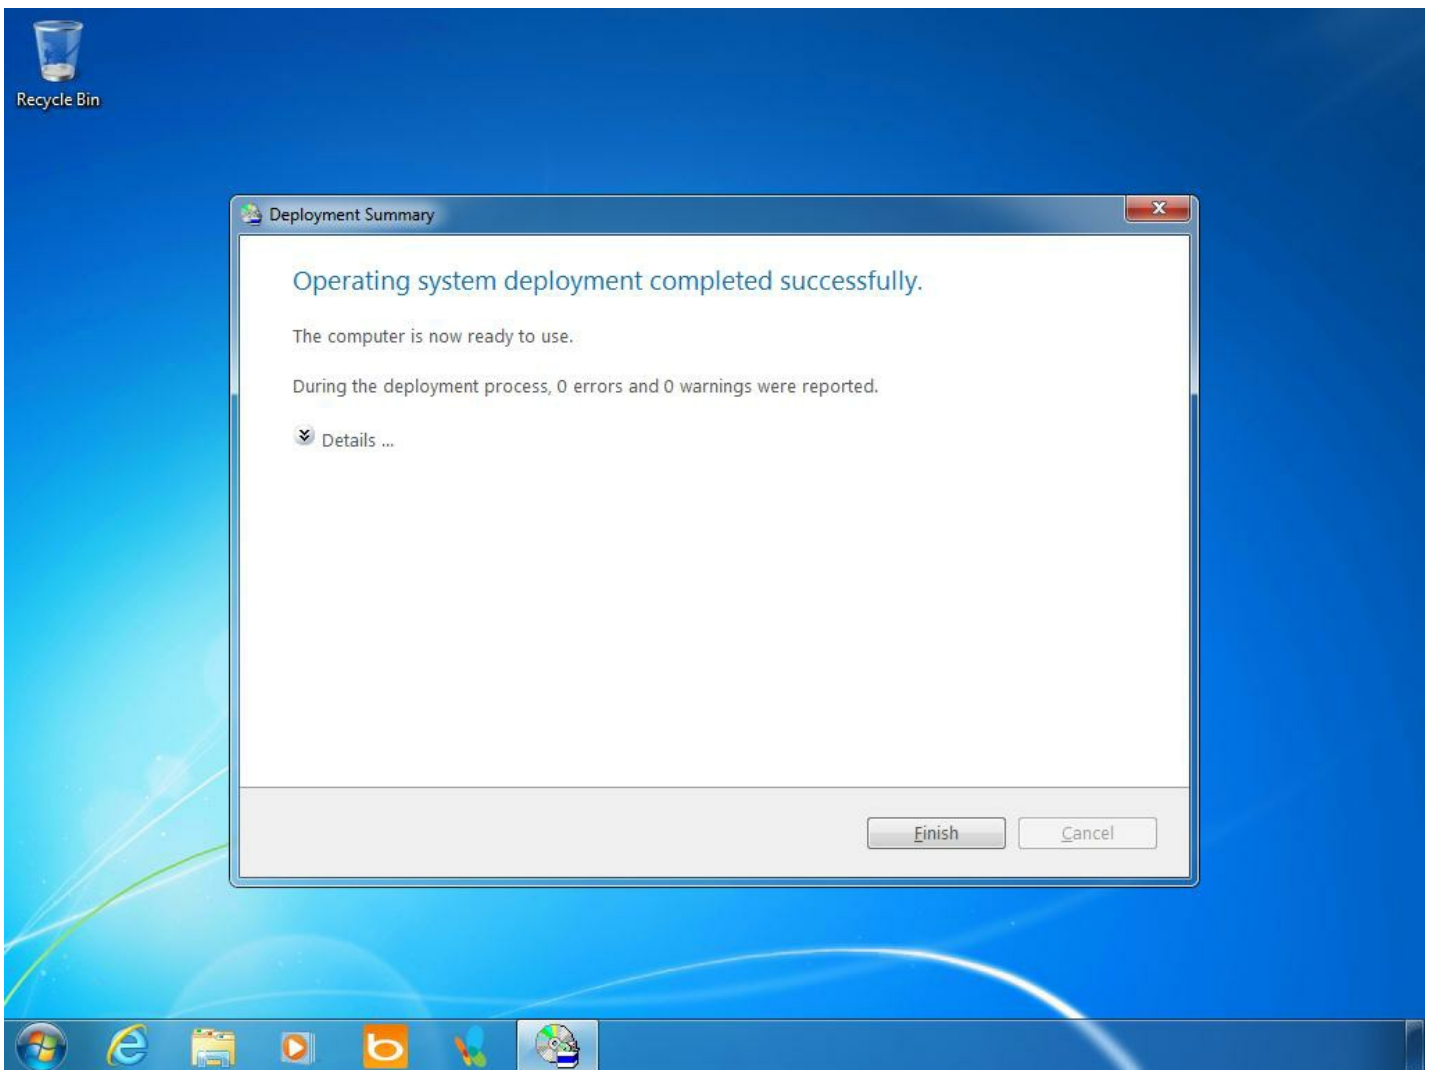 Recycle Bin
Deployment Summary
Operating system deployment completed successfully.
The computer is now ready to use.
During the deployment process, 0 errors and 0 warnings were reported.
Details ...
Finish
Cancel